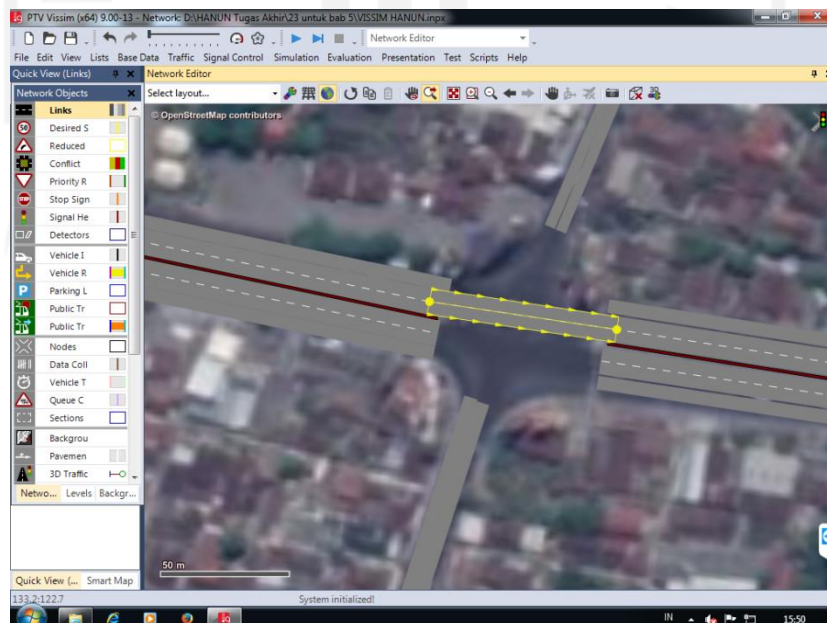 PTV Vissim (x64) 9.00-13 - Network: D:\HANUN Tugas Akhir\23 untuk bab 5\VISSIM HANUN.inpx
Network Editor
File Edit View Lists Base Data Traffic Signal Control Simulation Evaluation Presentation Test Scripts Help
Quick View (Links)
Network Editor
Network Objects
Select layout...
© OpenStreetMap contributors
Links
50
Desired S
Reduced
Conflict
Priority R
STOP
Stop Sign
Signal He
Detectors
Vehicle I
Vehicle R
P
Parking L
Public Tr
Public Tr
Nodes
Data Coll
Vehicle T
Queue C
Sections
Backgrou
Pavemen
3D Traffic
Netwo... Levels Backgr...
50 m
Quick View (... Smart Map
133.2:122.7
System initialized!
IN
15:50